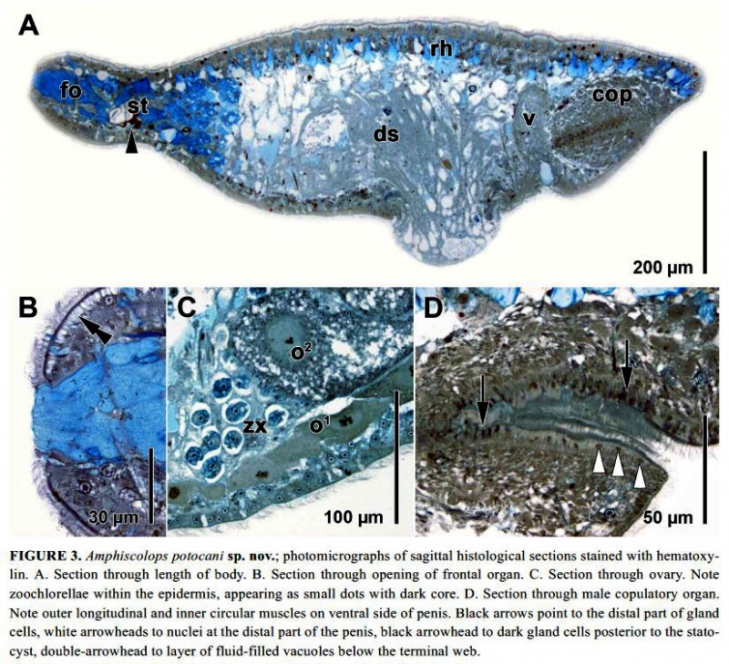 A
fo
st
rh
ds
v
cop
200 µm
B
30 µm
C
o²
zx
o¹
100 µm
D
50 µm
FIGURE 3. Amphiscolops potocani sp. nov.; photomicrographs of sagittal histological sections stained with hematoxy-
lin. A. Section through length of body. B. Section through opening of frontal organ. C. Section through ovary. Note
zoochlorellae within the epidermis, appearing as small dots with dark core. D. Section through male copulatory organ.
Note outer longitudinal and inner circular muscles on ventral side of penis. Black arrows point to the distal part of gland
cells, white arrowheads to nuclei at the distal part of the penis, black arrowhead to dark gland cells posterior to the stato-
cyst, double-arrowhead to layer of fluid-filled vacuoles below the terminal web.